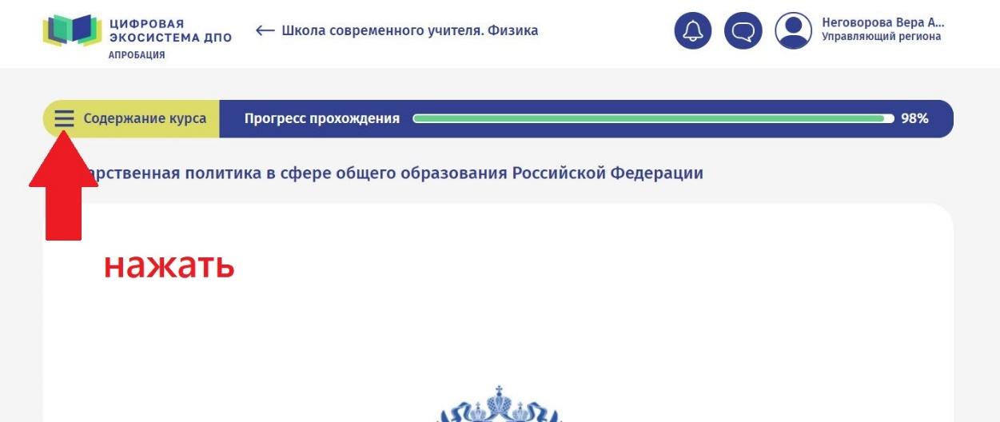 ЦИФРОВАЯ
ЭКОСИСТЕМА ДПО
АПРОБАЦИЯ
← Школа современного учителя. Физика
Неговорова Вера А...
Управляющий региона
Содержание курса
Прогресс прохождения
98%
арственная политика в сфере общего образования Российской Федерации
нажать